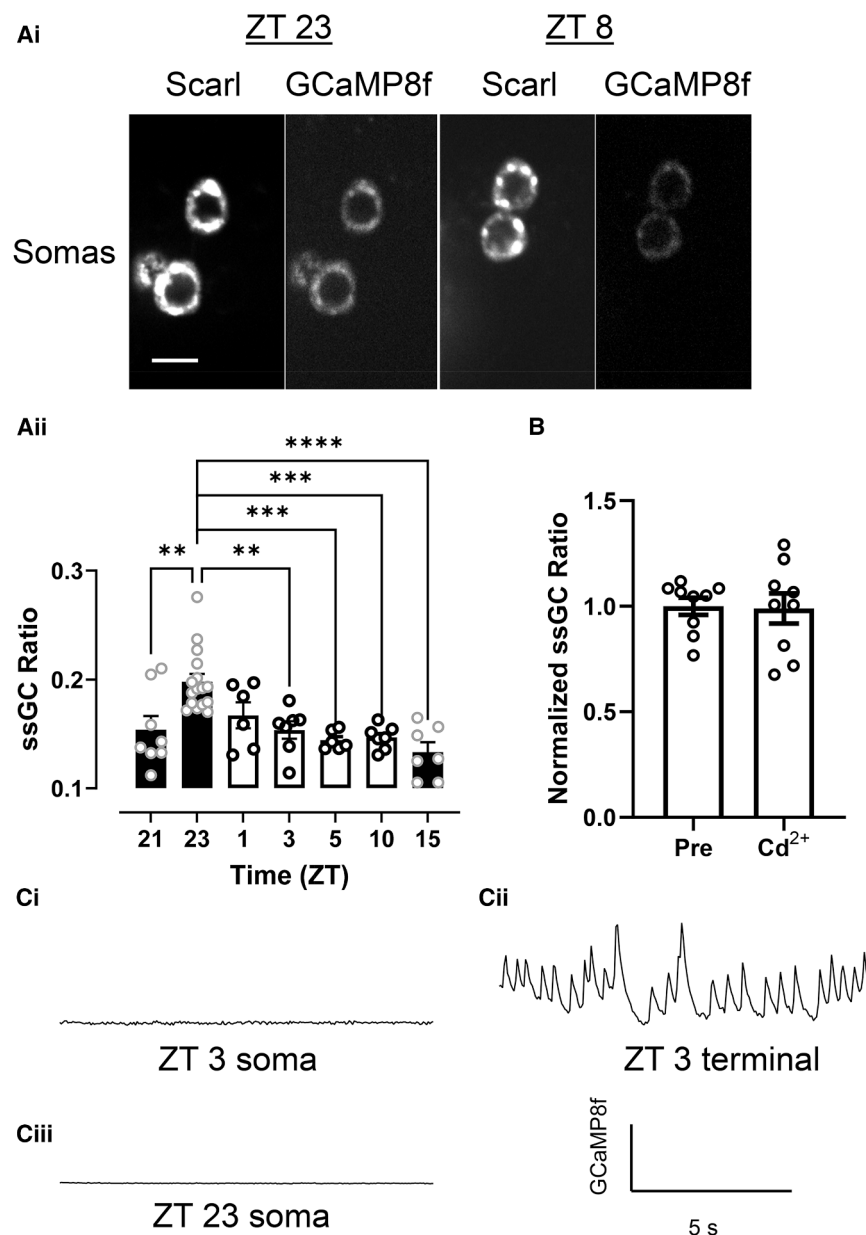 Ai
ZT 23 ZT 8
Scarl GCaMP8f Scarl GCaMP8f
Somas
Aii
**** 
***
***
** **
0.3
0.2
0.1
ssGC Ratio
21 23 1 3 5 10 15
Time (ZT)
B
1.5
1.0
0.5
0.0
Normalized ssGC Ratio
Pre Cd2+
Ci
ZT 3 soma
Cii
ZT 3 terminal
Ciii
ZT 23 soma
GCaMP8f
5 s